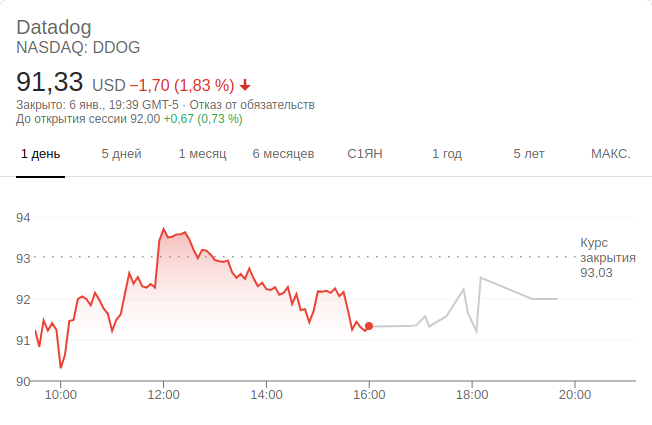 Datadog
NASDAQ: DDOG
91,33 USD −1,70 (1,83 %)
Закрыто: 6 янв., 19:39 GMT-5 · Отказ от обязательств
До открытия сессии 92,00 +0,67 (0,73 %)
1 день 5 дней 1 месяц 6 месяцев С1ЯН 1 год 5 лет МАКС.
94
93
92
91
90
Курс
закрытия
93,03
10:00 12:00 14:00 16:00 18:00 20:00